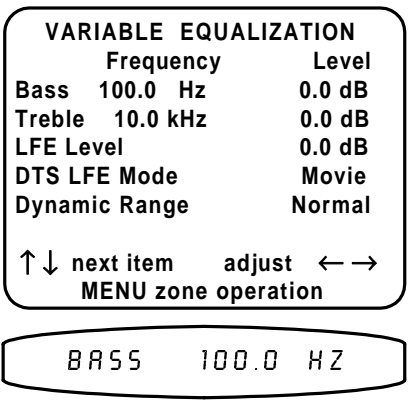 VARIABLE EQUALIZATION
Frequency Level
Bass 100.0 Hz 0.0 dB
Treble 10.0 kHz 0.0 dB
LFE Level 0.0 dB
DTS LFE Mode Movie
Dynamic Range Normal
↑↓ next item adjust ←→
MENU zone operation
BASS 100.0 HZ